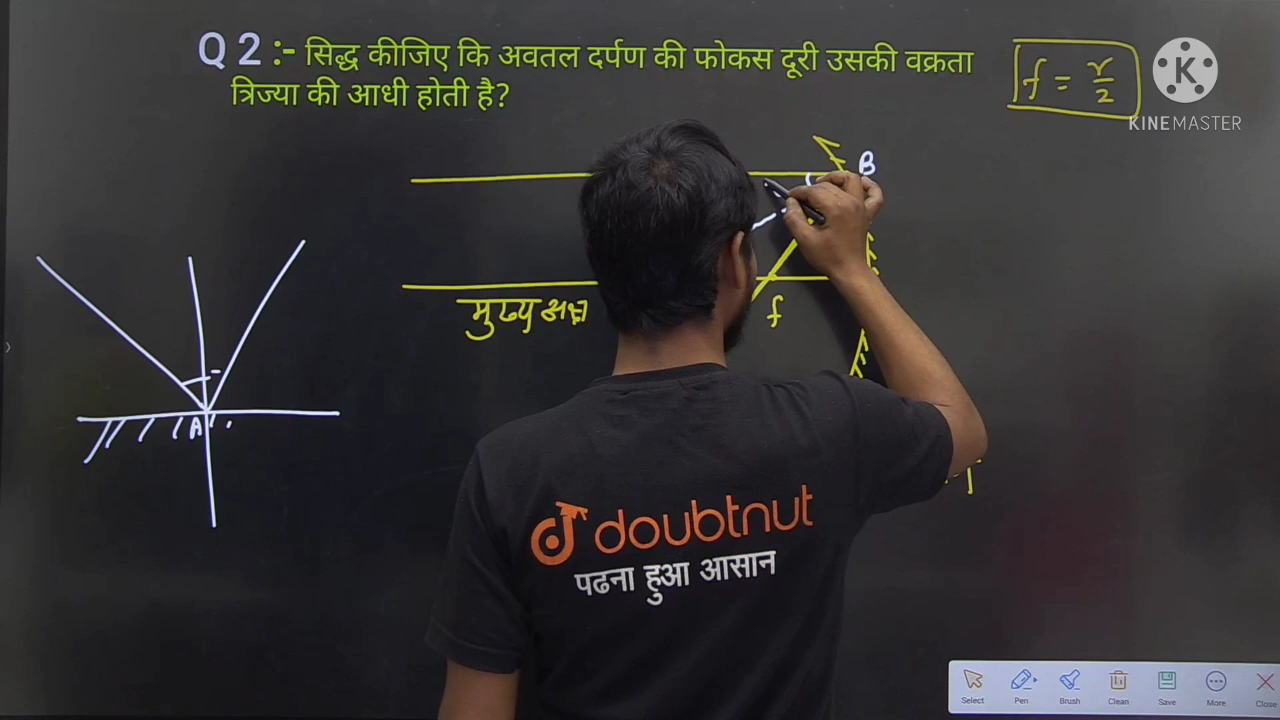 Q 2 :- सिद्ध कीजिए कि अवतल दर्पण की फोकस दूरी उसकी वक्रता
त्रिज्या की आधी होती है?
f = r/2
K
KINEMASTER
B
मुख्य अक्ष
f
A
doubtnut
पढना हुआ आसान
Select
Pen
Brush
Clean
Save
More
Close